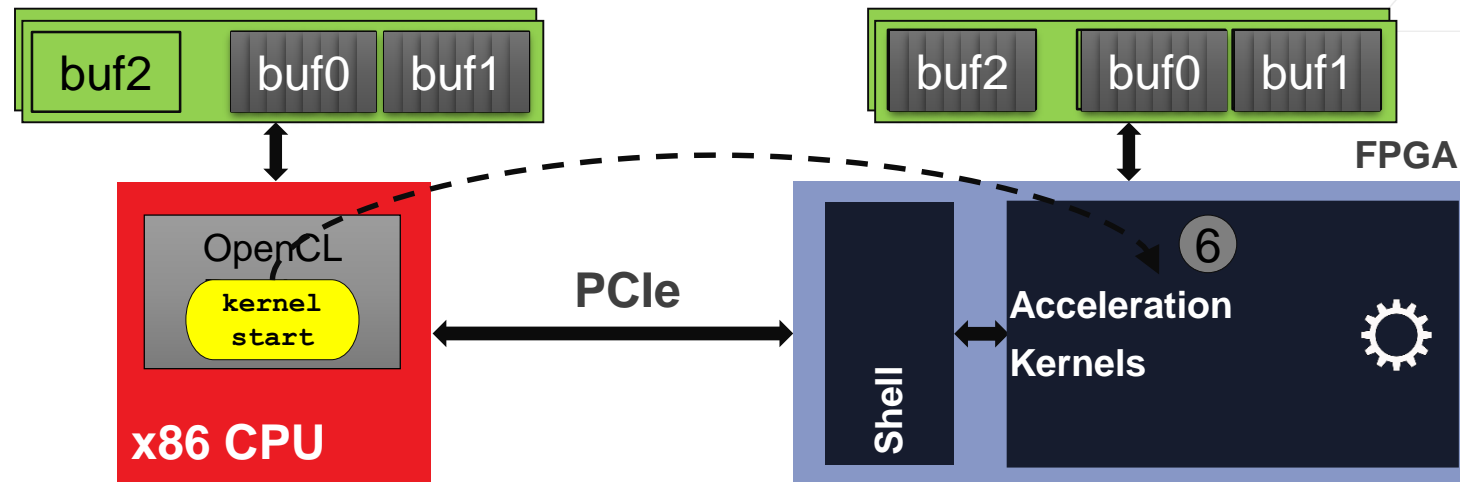 buf2 buf0 buf1
buf2 buf0 buf1
FPGA
OpenCL
kernel
start
x86 CPU
PCIe
Shell
6
Acceleration
Kernels